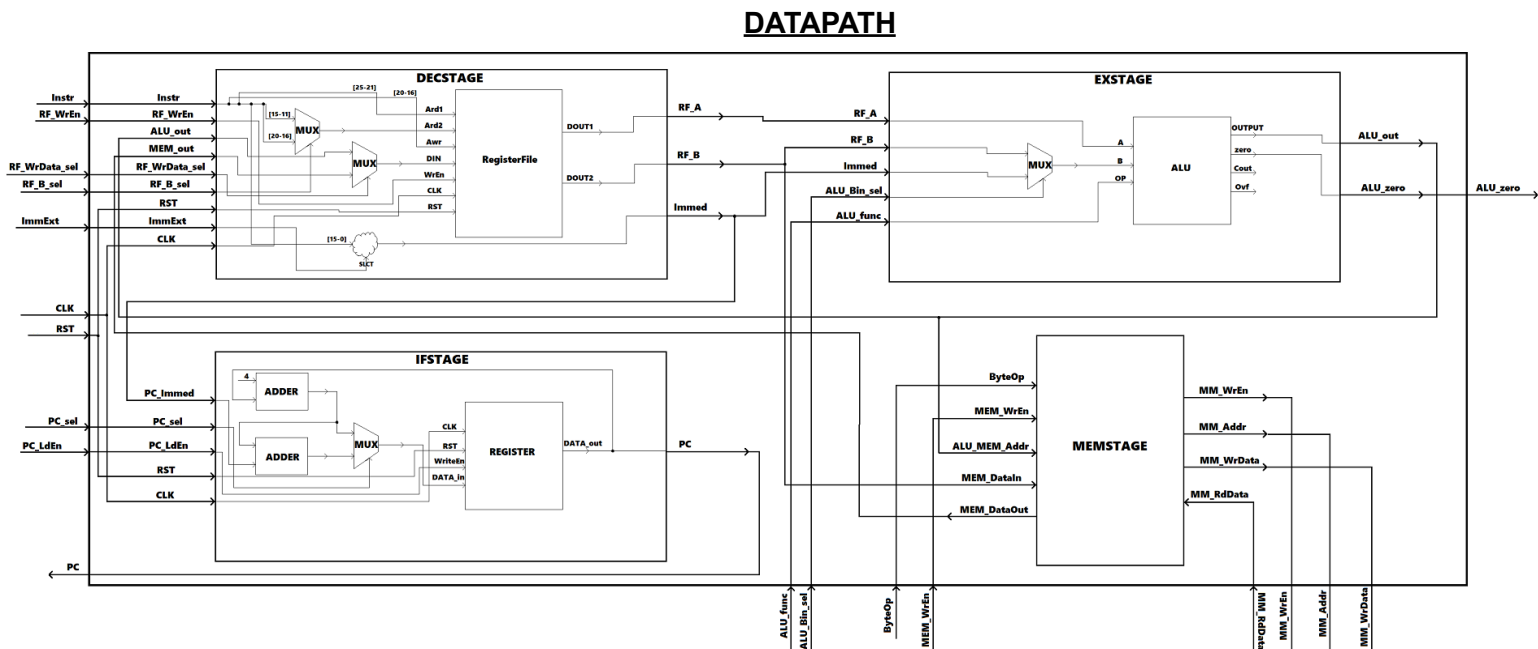 DATAPATH
DECSTAGE
Instr
RF_WrEn
ALU_out
MEM_out
RF_WrData_sel
RF_B_sel
RST
ImmExt
CLK
Instr
RF_WrEn
RF_WrData_sel
RF_B_sel
ImmExt
[25-21]
[20-16]
[15-11]
[20-16]
MUX
MUX
Ard1
Ard2
Awr
DIN
WrEn
CLK
RST
RegisterFile
DOUT1
DOUT2
[15-0]
SLCT
RF_A
RF_B
Immed
EXSTAGE
RF_A
RF_B
Immed
ALU_Bin_sel
ALU_func
MUX
A
B
OP
ALU
OUTPUT
zero
Cout
Ovf
ALU_out
ALU_zero
ALU_zero
CLK
RST
IFSTAGE
PC_Immed
PC_sel
PC_LdEn
RST
CLK
PC_sel
PC_LdEn
4
ADDER
ADDER
MUX
CLK
RST
WriteEn
DATA_in
REGISTER
DATA_out
PC
PC
MEMSTAGE
ByteOp
MEM_WrEn
ALU_MEM_Addr
MEM_DataIn
MEM_DataOut
MM_WrEn
MM_Addr
MM_WrData
MM_RdData
ALU_func
ALU_Bin_sel
ByteOp
MEM_WrEn
MM_RdData
MM_WrEn
MM_Addr
MM_WrData